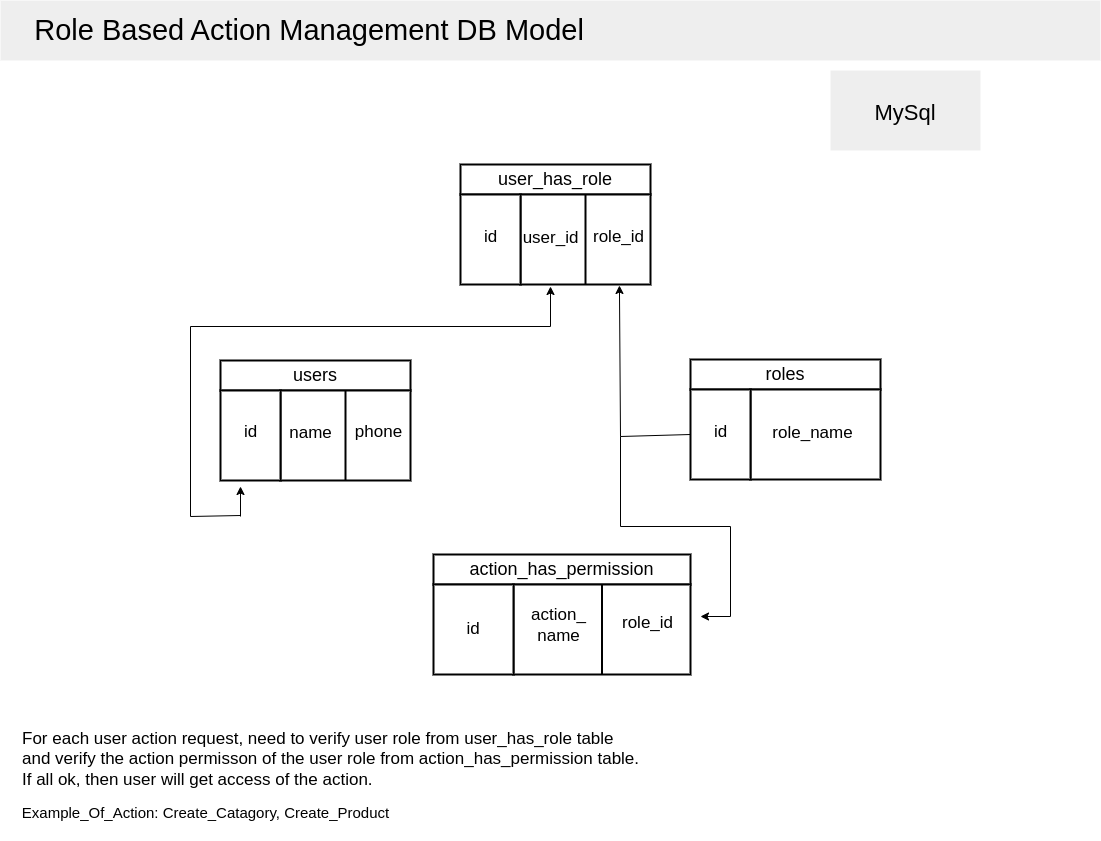 Role Based Action Management DB Model
MySql
user_has_role
id
user_id
role_id
users
id
name
phone
roles
id
role_name
action_has_permission
id
action_
name
role_id
For each user action request, need to verify user role from user_has_role table
and verify the action permisson of the user role from action_has_permission table.
If all ok, then user will get access of the action.
Example_Of_Action: Create_Catagory, Create_Product